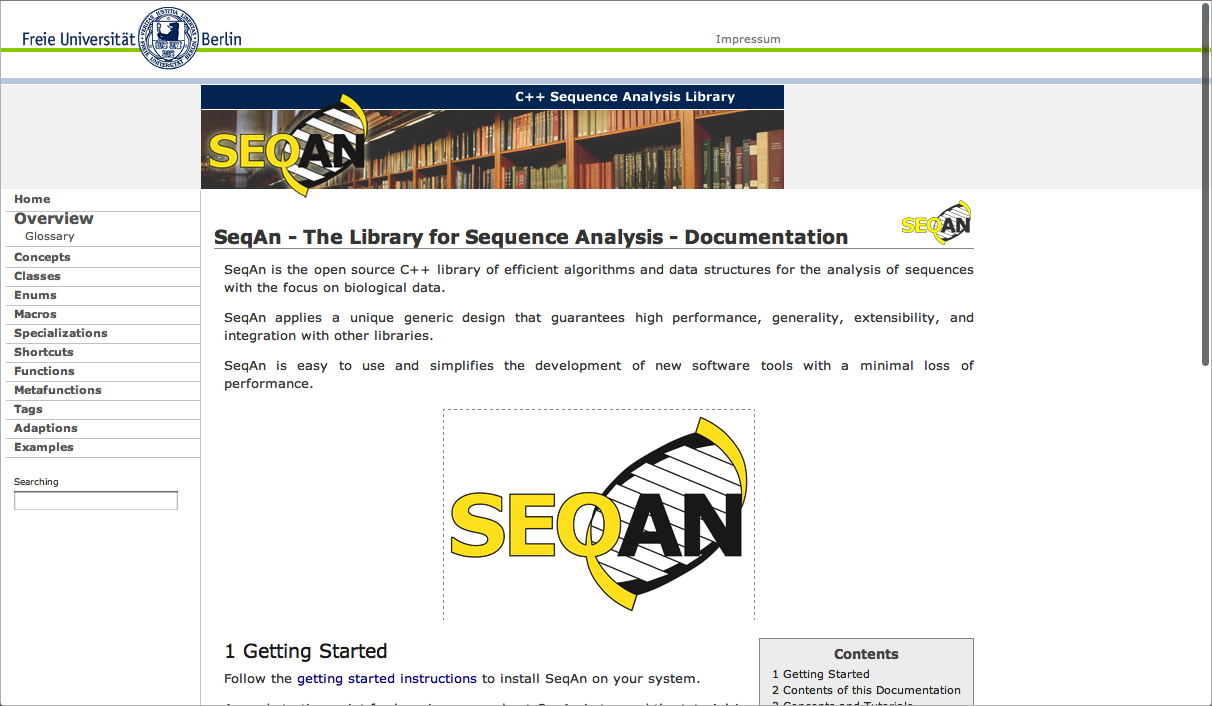 Freie Universität Berlin
Impressum
C++ Sequence Analysis Library
SEQAN
Home
Overview
Glossary
Concepts
Classes
Enums
Macros
Specializations
Shortcuts
Functions
Metafunctions
Tags
Adaptions
Examples
Searching
SEQAN
SeqAn - The Library for Sequence Analysis - Documentation
SeqAn is the open source C++ library of efficient algorithms and data structures for the analysis of sequences
with the focus on biological data.
SeqAn applies a unique generic design that guarantees high performance, generality, extensibility, and
integration with other libraries.
SeqAn is easy to use and simplifies the development of new software tools with a minimal loss of
performance.
SEQAN
1 Getting Started
Follow the getting started instructions to install SeqAn on your system.
Contents
1 Getting Started
2 Contents of this Documentation